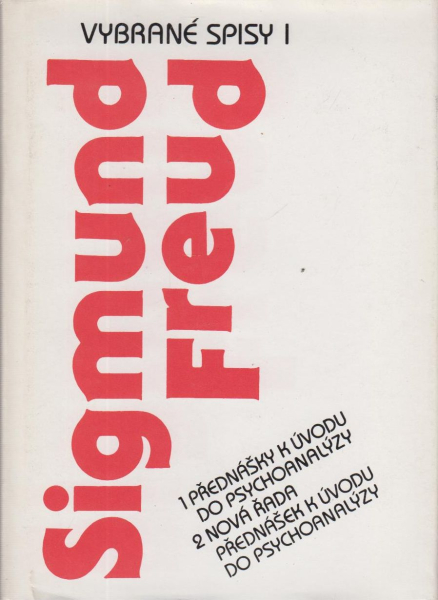 VYBRANÉ SPISY I
Sigmund
Freud
1 PŘEDNÁŠKY K ÚVODU
DO PSYCHOANALÝZY
2 NOVÁ ŘADA
PŘEDNÁŠEK K ÚVODU
DO PSYCHOANALÝZY